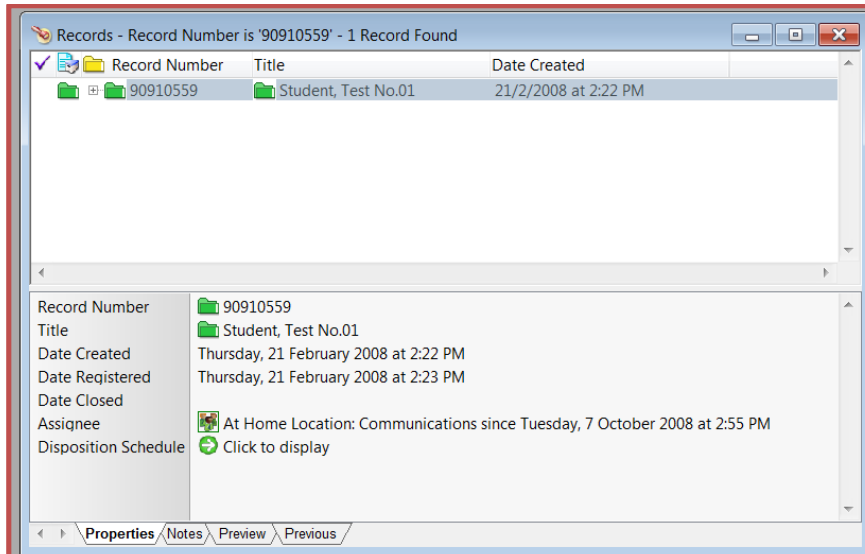 Records - Record Number is '90910559' - 1 Record Found
Record Number Title Date Created
90910559 Student, Test No.01 21/2/2008 at 2:22 PM
Record Number 90910559
Title Student, Test No.01
Date Created Thursday, 21 February 2008 at 2:22 PM
Date Registered Thursday, 21 February 2008 at 2:23 PM
Date Closed
Assignee At Home Location: Communications since Tuesday, 7 October 2008 at 2:55 PM
Disposition Schedule Click to display
Properties Notes Preview Previous